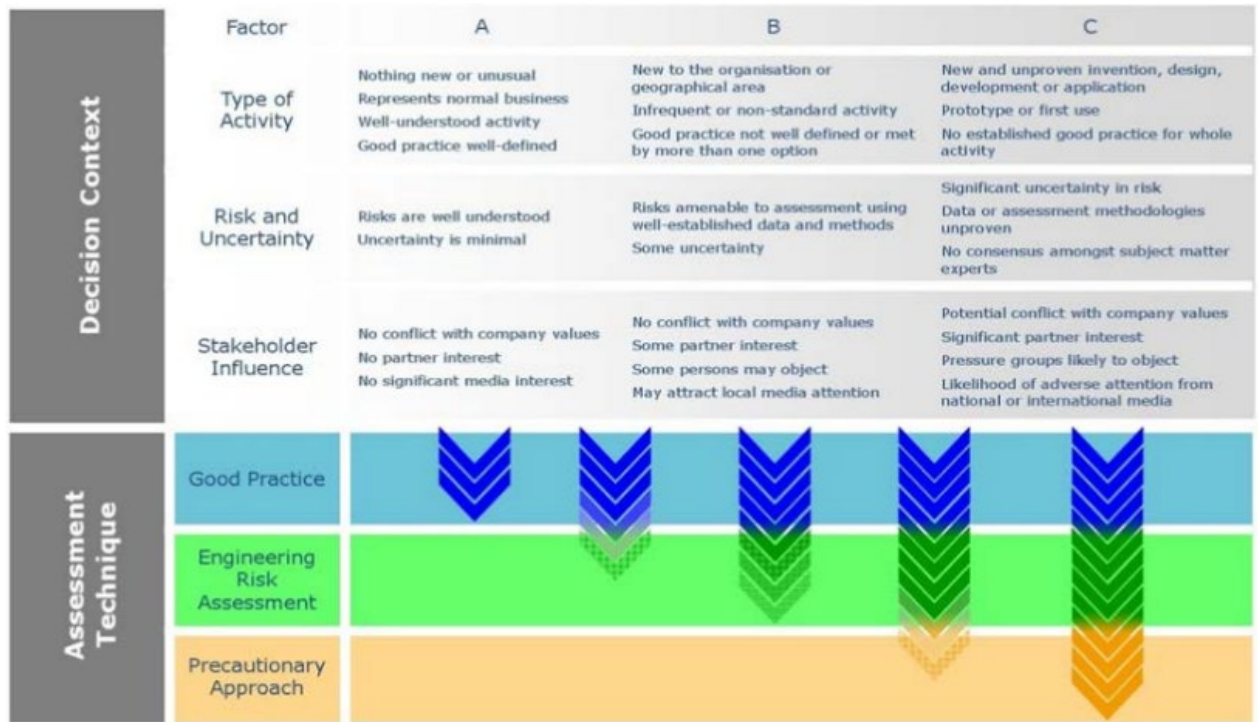 Decision Context
Factor
A
B
C
Type of
Activity
Nothing new or unusual
Represents normal business
Well-understood activity
Good practice well-defined
New to the organisation or
geographical area
Infrequent or non-standard activity
Good practice not well defined or met
by more than one option
New and unproven invention, design,
development or application
Prototype or first use
No established good practice for whole
activity
Risk and
Uncertainty
Risks are well understood
Uncertainty is minimal
Risks amenable to assessment using
well-established data and methods
Some uncertainty
Significant uncertainty in risk
Data or assessment methodologies
unproven
No consensus amongst subject matter
experts
Stakeholder
Influence
No conflict with company values
No partner interest
No significant media interest
No conflict with company values
Some partner interest
Some persons may object
May attract local media attention
Potential conflict with company values
Significant partner interest
Pressure groups likely to object
Likelihood of adverse attention from
national or international media
Assessment
Technique
Good Practice
Engineering
Risk
Assessment
Precautionary
Approach